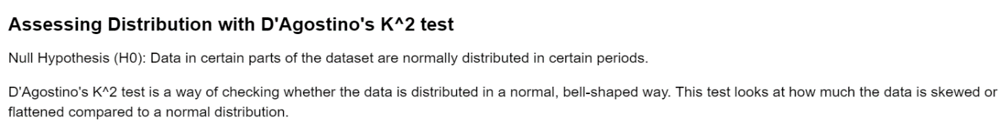 Assessing Distribution with D'Agostino's K^2 test
Null Hypothesis (H0): Data in certain parts of the dataset are normally distributed in certain periods.
D'Agostino's K^2 test is a way of checking whether the data is distributed in a normal, bell-shaped way. This test looks at how much the data is skewed or
flattened compared to a normal distribution.